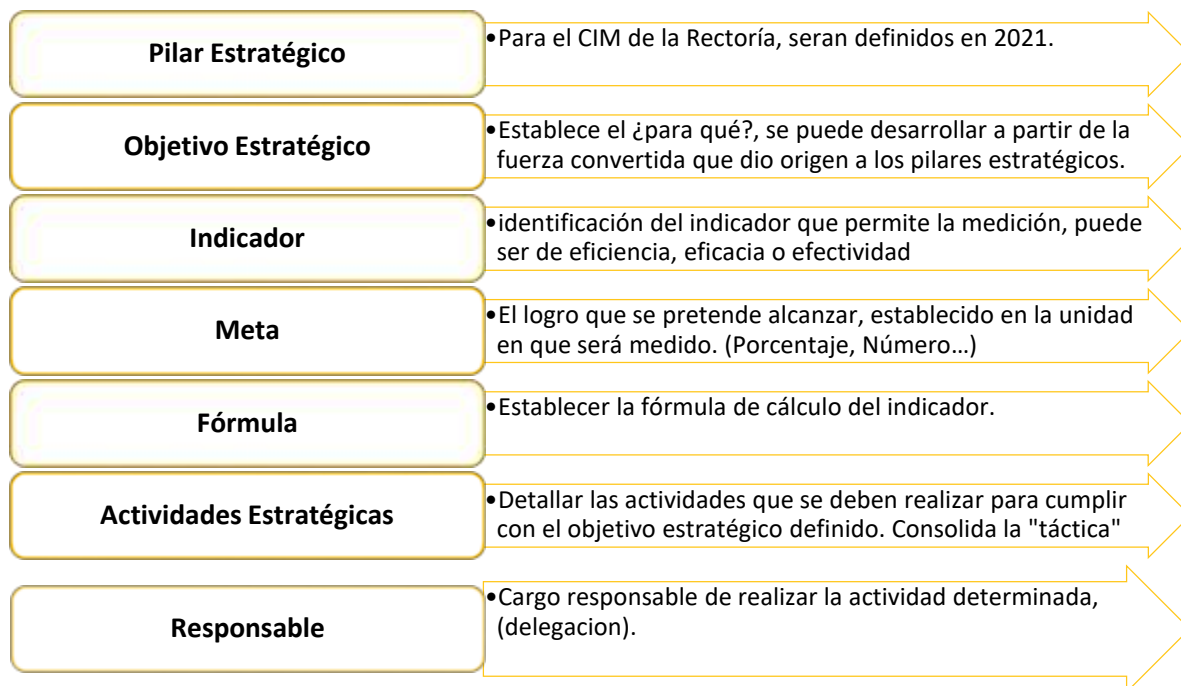 Pilar Estratégico
•Para el CIM de la Rectoría, seran definidos en 2021.
Objetivo Estratégico
•Establece el ¿para qué?, se puede desarrollar a partir de la
fuerza convertida que dio origen a los pilares estratégicos.
Indicador
•identificación del indicador que permite la medición, puede
ser de eficiencia, eficacia o efectividad
Meta
•El logro que se pretende alcanzar, establecido en la unidad
en que será medido. (Porcentaje, Número…)
Fórmula
•Establecer la fórmula de cálculo del indicador.
Actividades Estratégicas
•Detallar las actividades que se deben realizar para cumplir
con el objetivo estratégico definido. Consolida la "táctica"
Responsable
•Cargo responsable de realizar la actividad determinada,
(delegacion).